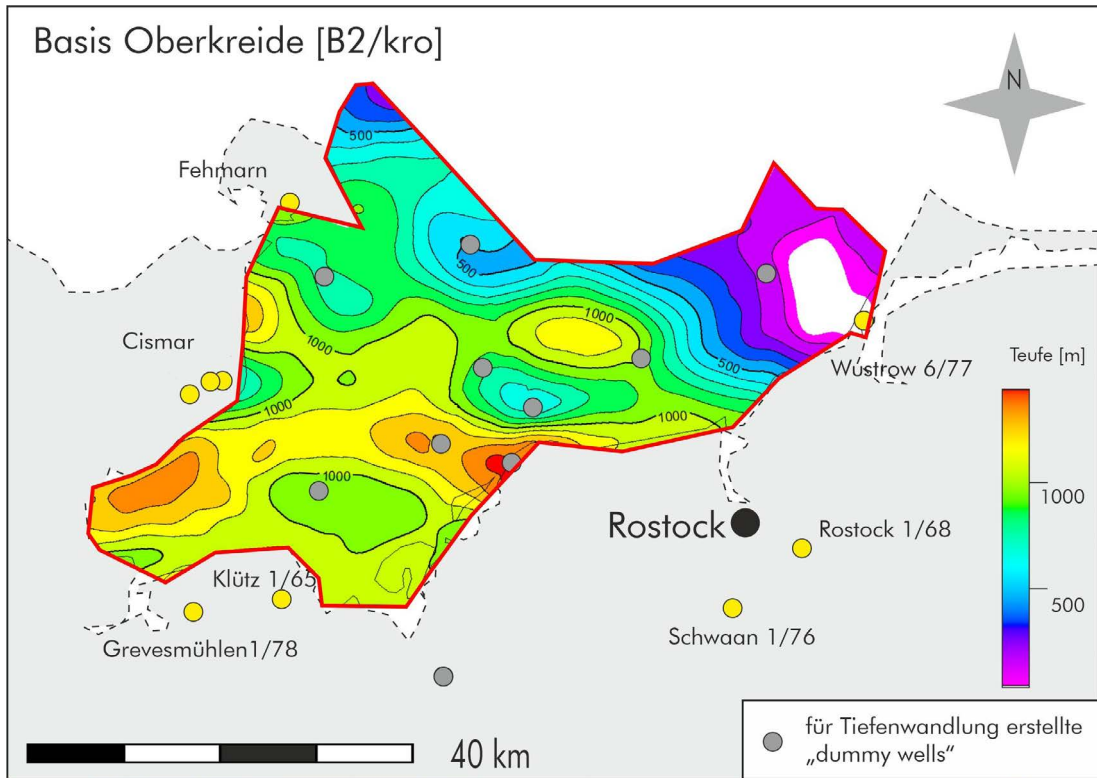 Basis Oberkreide [B2/kro]
N
500
Fehmarn
500
1000
1000
Cismar
500
Wustrow 6/77
Teufe [m]
1000
1000
1000
1000
500
Rostock
Rostock 1/68
Klütz 1/65
Schwaan 1/76
Grevesmühlen1/78
40 km
für Tiefenwandlung erstellte
„dummy wells“